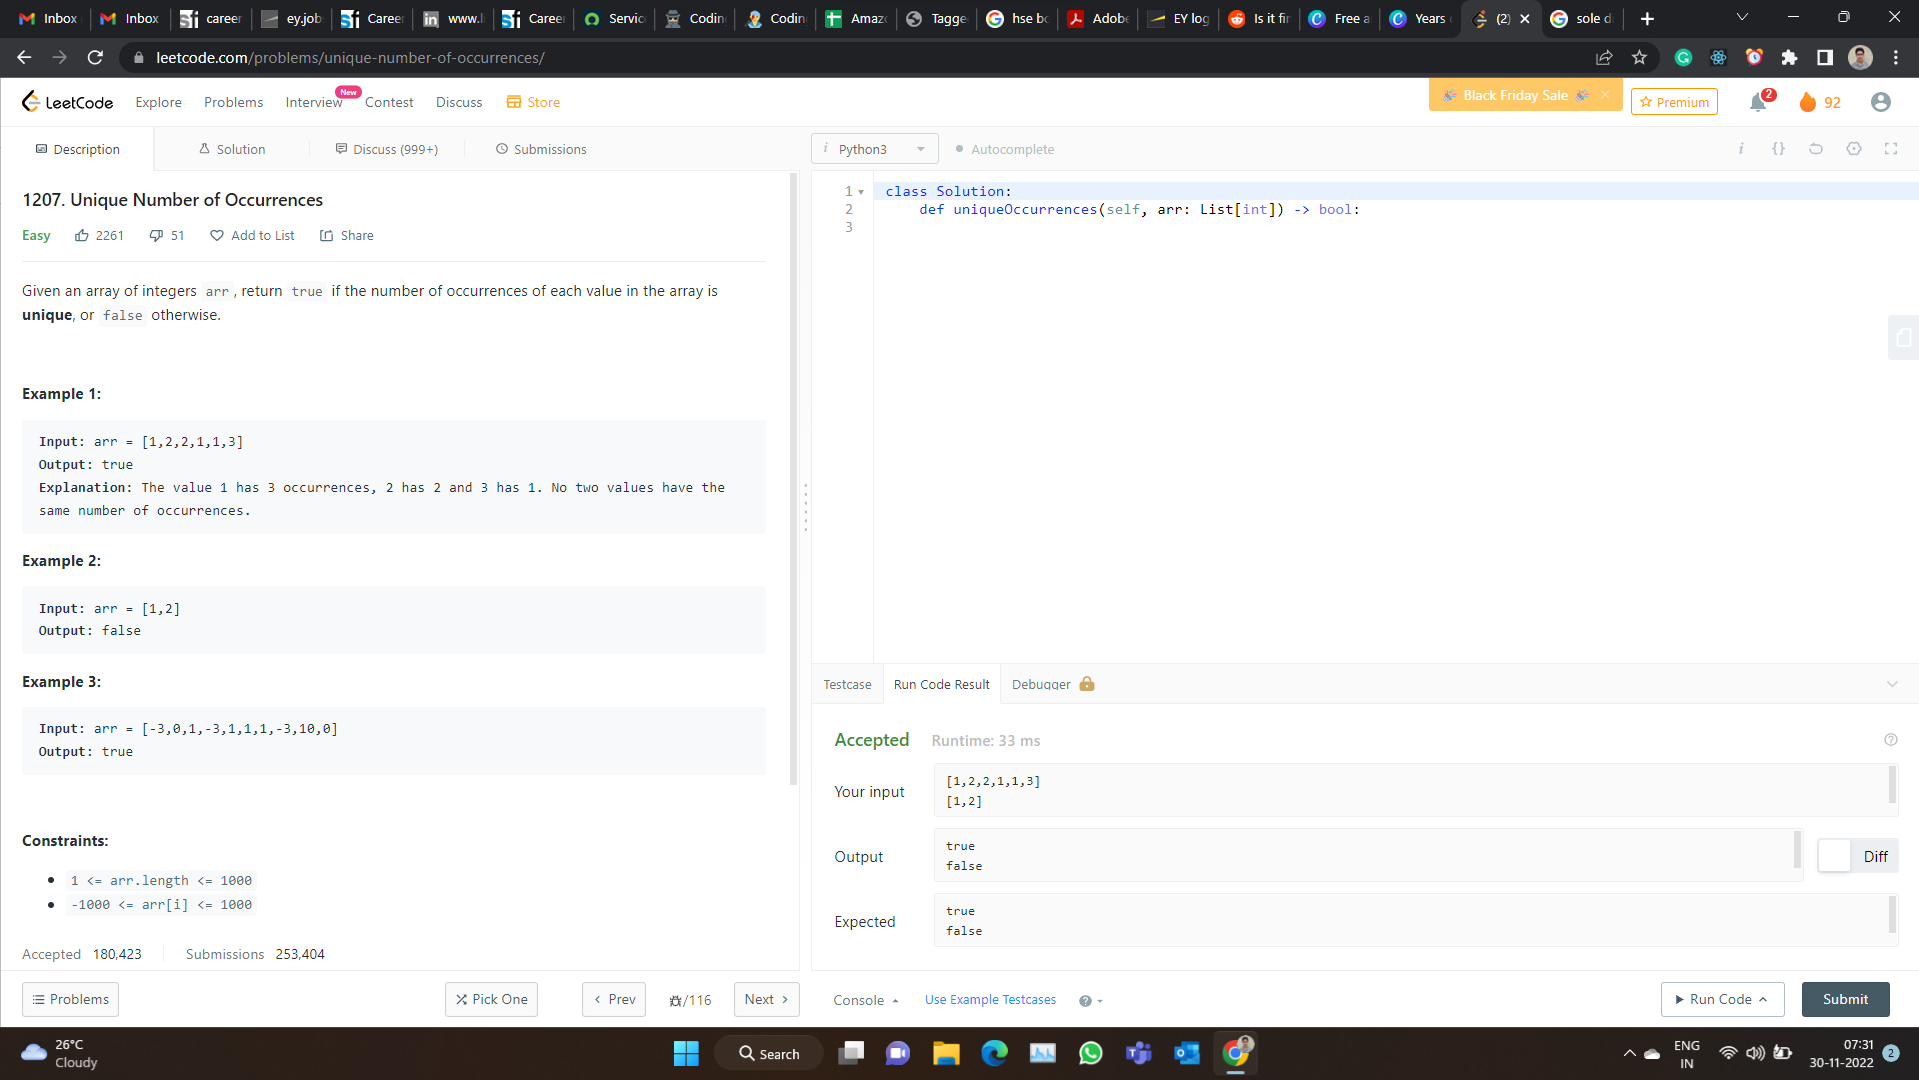 Inbox
Inbox
career
ey.job
Career
www.li
Career
Servic
Codin
Codin
Amazo
Tagge
hse bo
Adobe
EY log
Is it fin
Free a
Years
(2)
sole di
leetcode.com/problems/unique-number-of-occurrences/
LeetCode Explore Problems Interview New Contest Discuss Store
Black Friday Sale
Premium
2
92
Description Solution Discuss (999+) Submissions
i Python3 Autocomplete
i {}
1207. Unique Number of Occurrences
Easy 2261 51 Add to List Share
Given an array of integers arr, return true if the number of occurrences of each value in the array is
unique, or false otherwise.
Example 1:
Input: arr = [1,2,2,1,1,3]
Output: true
Explanation: The value 1 has 3 occurrences, 2 has 2 and 3 has 1. No two values have the
same number of occurrences.
Example 2:
Input: arr = [1,2]
Output: false
Example 3:
Input: arr = [-3,0,1,-3,1,1,1,-3,10,0]
Output: true
Constraints:
1 <= arr.length <= 1000
-1000 <= arr[i] <= 1000
Accepted 180,423 Submissions 253,404
Problems Pick One Prev /116 Next
1 class Solution:
2 def uniqueOccurrences(self, arr: List[int]) -> bool:
3
Testcase Run Code Result Debugger
Accepted Runtime: 33 ms
Your input
[1,2,2,1,1,3]
[1,2]
Output
true
false
Diff
Expected
true
false
Console Use Example Testcases
Run Code Submit
26°C
Cloudy
Search
ENG
IN
07:31
30-11-2022
2